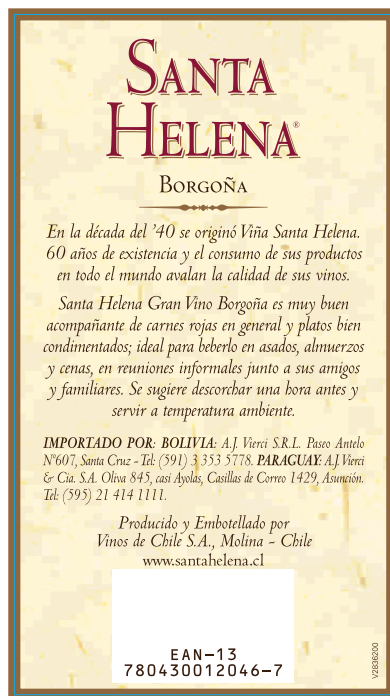 SANTA
HELENA®
BORGOÑA
En la década del '40 se originó Viña Santa Helena.
60 años de existencia y el consumo de sus productos
en todo el mundo avalan la calidad de sus vinos.
Santa Helena Gran Vino Borgoña es muy buen
acompañante de carnes rojas en general y platos bien
condimentados; ideal para beberlo en asados, almuerzos
y cenas, en reuniones informales junto a sus amigos
y familiares. Se sugiere descorchar una hora antes y
servir a temperatura ambiente.
IMPORTADO POR: BOLIVIA: A.J. Vierci S.R.L. Paseo Antelo
N°607, Santa Cruz - Tel: (591) 3 353 5778. PARAGUAY: A.J. Vierci
& Cía. S.A. Oliva 845, casi Ayolas, Casillas de Correo 1429, Asunción.
Tel: (595) 21 414 1111.
Producido y Embotellado por
Vinos de Chile S.A., Molina - Chile
www.santahelena.cl
EAN-13
780430012046-7
V2836200